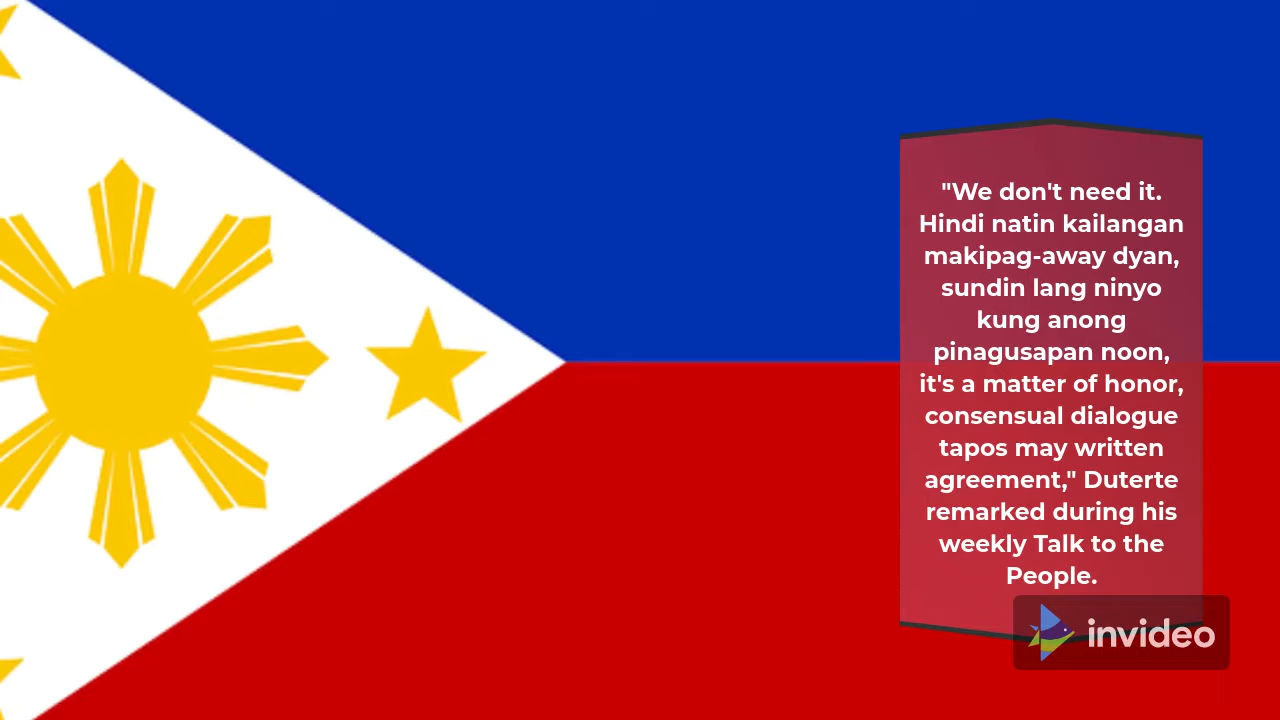 "We don't need it.
Hindi natin kailangan
makipag-away dyan,
sundin lang ninyo
kung anong
pinagusapan noon,
it's a matter of honor,
consensual dialogue
tapos may written
agreement," Duterte
remarked during his
weekly Talk to the
People.
invideo